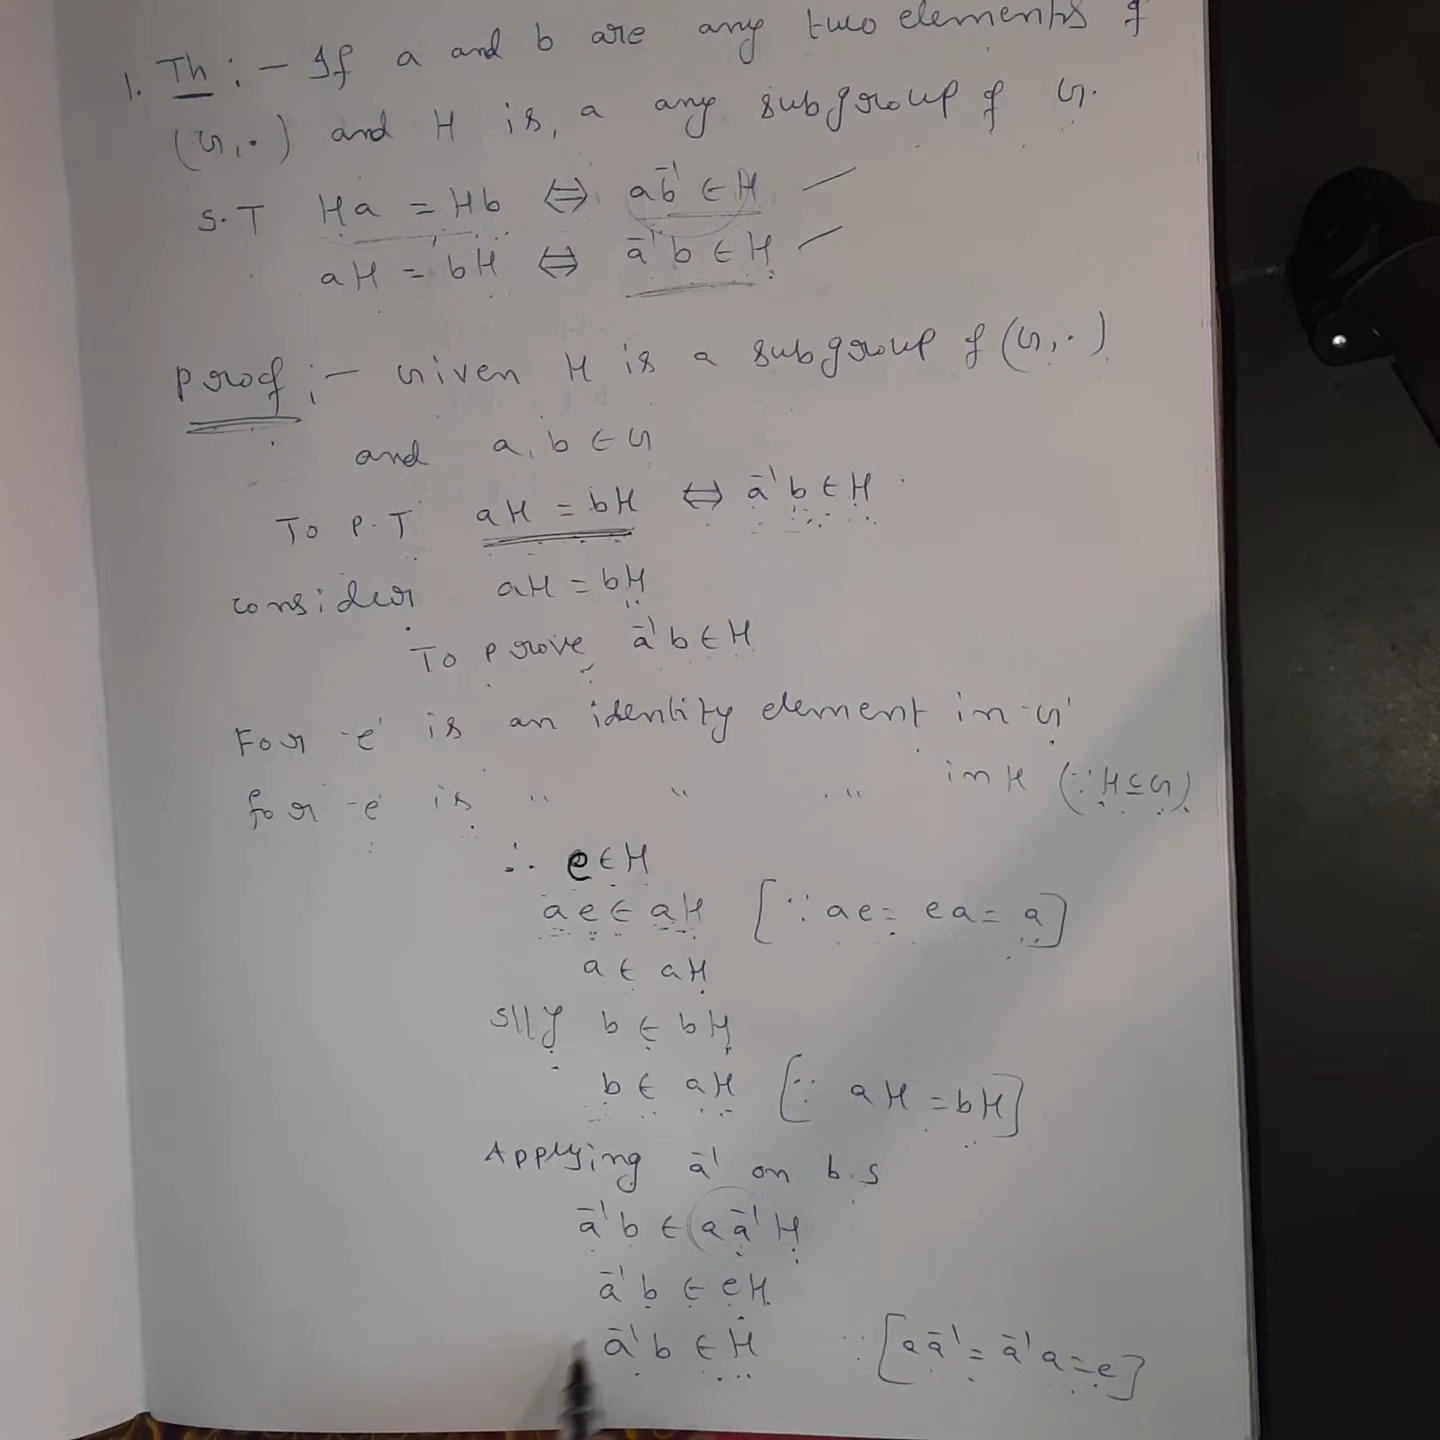 1. Th :- If a and b are any two elements of
(G, .) and H is, a any subgroup of G.
S.T Ha = Hb ⇔ ab⁻¹ ∈ H
aH = bH ⇔ a⁻¹b ∈ H
proof :- Given H is a subgroup of (G, .)
and a, b ∈ G
To P.T aH = bH ⇔ a⁻¹b ∈ H
consider aH = bH
To prove a⁻¹b ∈ H
For 'e' is an identity element in 'G'
for 'e' is " " " in H (∵ H ⊆ G)
∴ e ∈ H
ae ∈ aH [∵ ae = ea = a]
a ∈ aH
S||ly b ∈ bH
b ∈ aH [∵ aH = bH]
Applying a⁻¹ on b.s
a⁻¹b ∈ (aa⁻¹H
a⁻¹b ∈ eH
a⁻¹b ∈ H ∵ [aa⁻¹ = a⁻¹a = e]